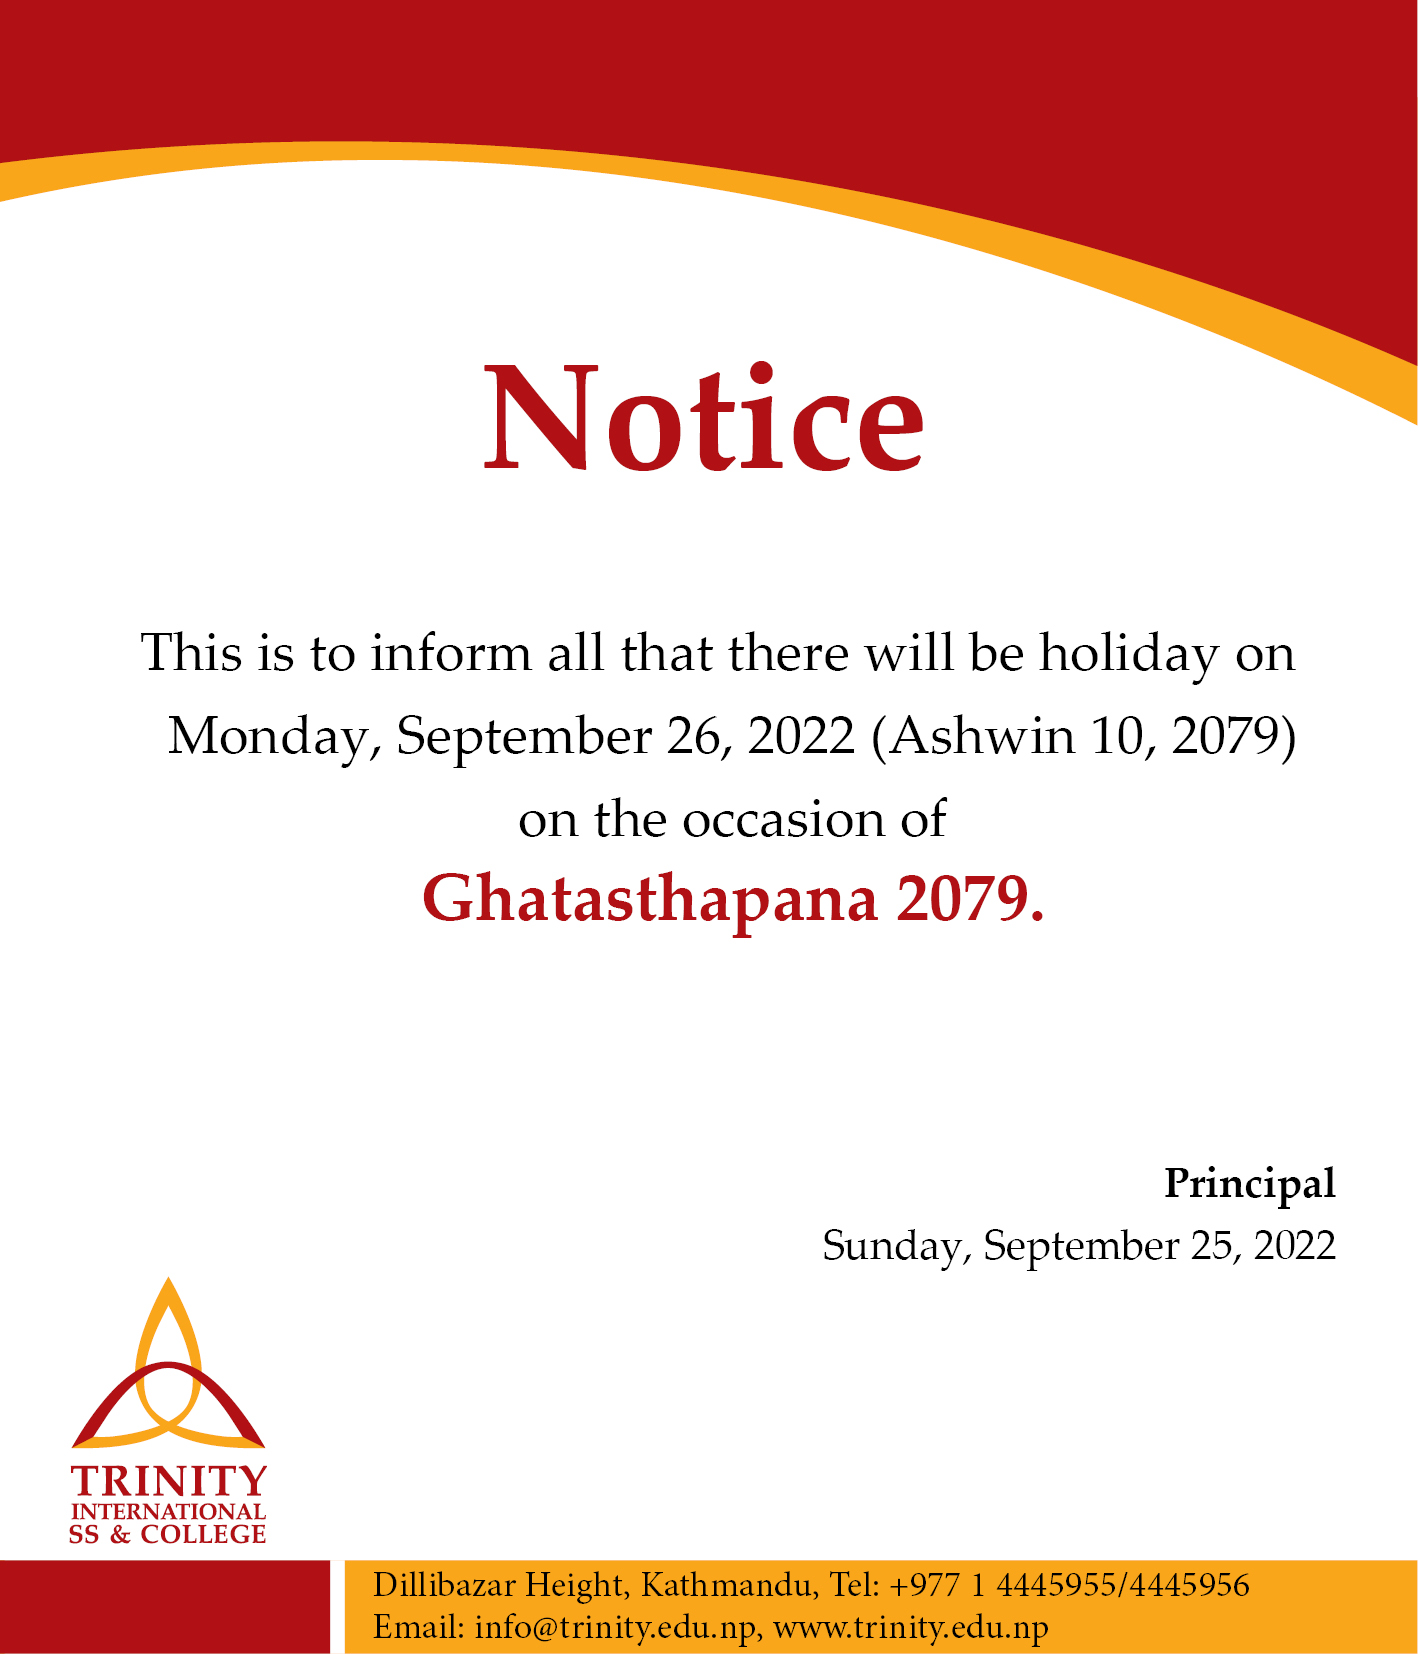 Notice
This is to inform all that there will be holiday on
Monday, September 26, 2022 (Ashwin 10, 2079)
on the occasion of
Ghatasthapana 2079.
Principal
Sunday, September 25, 2022
TRINITY
INTERNATIONAL
SS & COLLEGE
Dillibazar Height, Kathmandu, Tel: +977 1 4445955/4445956
Email: info@trinity.edu.np, www.trinity.edu.np